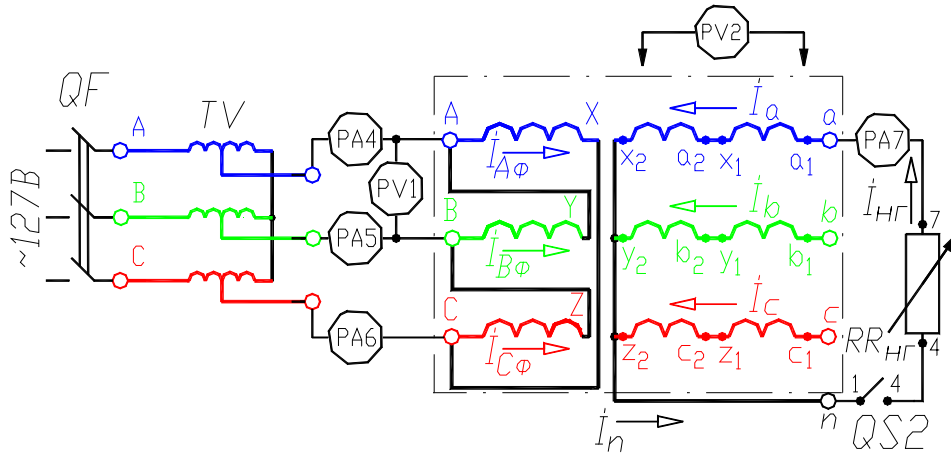 PV2
QF
TV
A
B
C
~127В
PA4
PV1
PA5
PA6
A
X
İAФ
B
Y
İBФ
C
Z
İCФ
İa
a
x2
a2
x1
a1
İb
b
y2
b2
y1
b1
İc
c
z2
c2
z1
c1
PA7
İнг
7
RRнг
4
İn
n
1
4
QS2